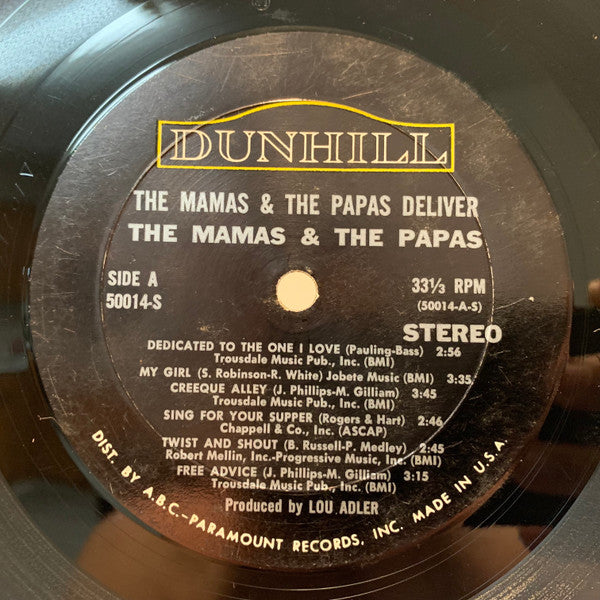 DUNHILL
THE MAMAS & THE PAPAS DELIVER
THE MAMAS & THE PAPAS
SIDE A
50014-S
33⅓ RPM
(50014-A-S)
STEREO
DEDICATED TO THE ONE I LOVE (Pauling-Bass) 2:56
Trousdale Music Pub., Inc. (BMI)
MY GIRL (S. Robinson-R. White) Jobete Music (BMI) 3:35
CREEQUE ALLEY (J. Phillips-M. Gilliam) 3:45
Trousdale Music Pub., Inc. (BMI)
SING FOR YOUR SUPPER (Rogers & Hart) 2:46
Chappell & Co., Inc. (ASCAP)
TWIST AND SHOUT (B. Russell-P. Medley) 2:45
Robert Mellin, Inc.-Progressive Music, Inc. (BMI)
FREE ADVICE (J. Phillips-M. Gilliam) 3:15
Trousdale Music Pub., Inc. (BMI)
Produced by LOU ADLER
DIST. BY A.B.C.-PARAMOUNT RECORDS, INC. MADE IN U.S.A.